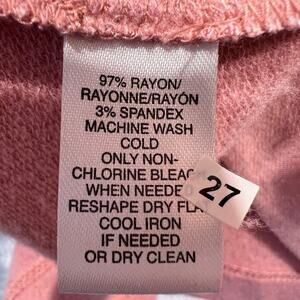 97% RAYON/
RAYONNE/RAYÓN
3% SPANDEX
MACHINE WASH
COLD
ONLY NON-
CHLORINE BLEACH
WHEN NEEDED
RESHAPE DRY FLA
COOL IRON
IF NEEDED
OR DRY CLEAN
27